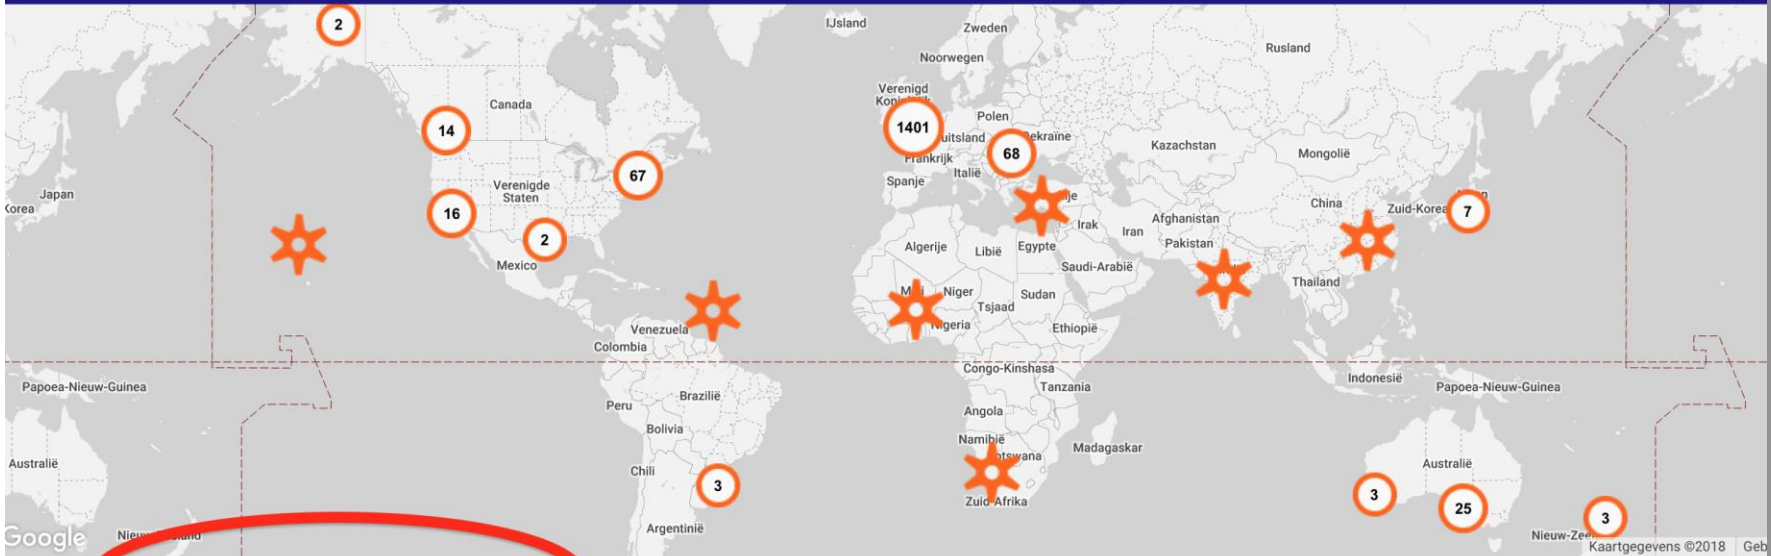 2
IJsland
Zweden
Noorwegen
Rusland
Verenigd
Canada
14
1401
Polen
68
Kazachstan
Mongolië
67
Frankrijk
Italië
Spanje
Japan
Verenigde
Staten
16
2
Mexico
Irak
Iran
Afghanistan
Pakistan
China
Zuid-Korea
7
Algerije
Libië
Egypte
Saudi-Arabië
Thailand
Niger
Tsjaad
Sudan
Ethiopië
Venezuela
Colombia
Congo-Kinshasa
Tanzania
Indonesië
Papoea-Nieuw-Guinea
Papoea-Nieuw-Guinea
Brazilië
Peru
Bolivia
Angola
Namibië
Madagaskar
Australië
Australië
Chili
3
Zuid-Afrika
3
25
3
Argentinië
Google
Kaartgegevens ©2018